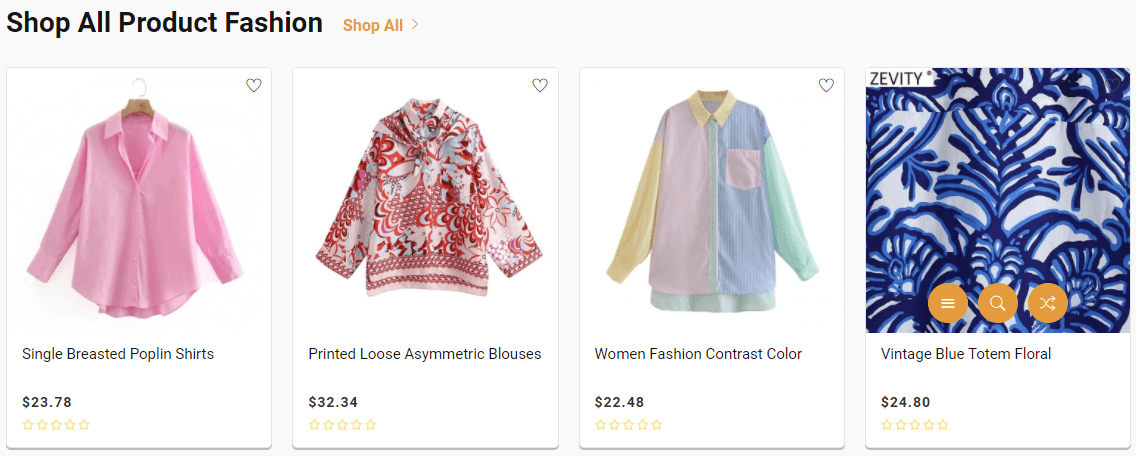 Shop All Product Fashion
Shop All
ZEVITY ®
Single Breasted Poplin Shirts
Printed Loose Asymmetric Blouses
Women Fashion Contrast Color
Vintage Blue Totem Floral
$23.78
$32.34
$22.48
$24.80